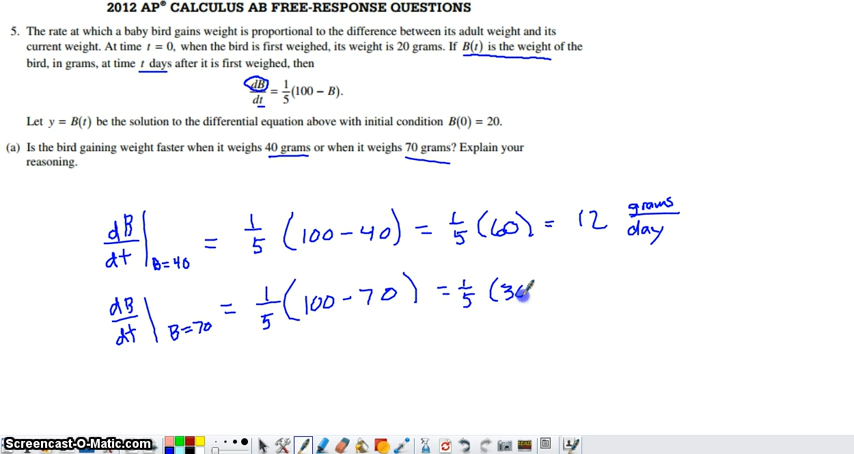 2012 AP® CALCULUS AB FREE-RESPONSE QUESTIONS
5. The rate at which a baby bird gains weight is proportional to the difference between its adult weight and its
current weight. At time t = 0, when the bird is first weighed, its weight is 20 grams. If B(t) is the weight of the
bird, in grams, at time t days after it is first weighed, then
dB/dt = 1/5(100 − B).
Let y = B(t) be the solution to the differential equation above with initial condition B(0) = 20.
(a) Is the bird gaining weight faster when it weighs 40 grams or when it weighs 70 grams? Explain your
reasoning.
dB/dt|B=40 = 1/5 (100 − 40) = 1/5 (60) = 12 grams/day
dB/dt|B=70 = 1/5 (100 − 70) = 1/5 (30
Screencast-O-Matic.com